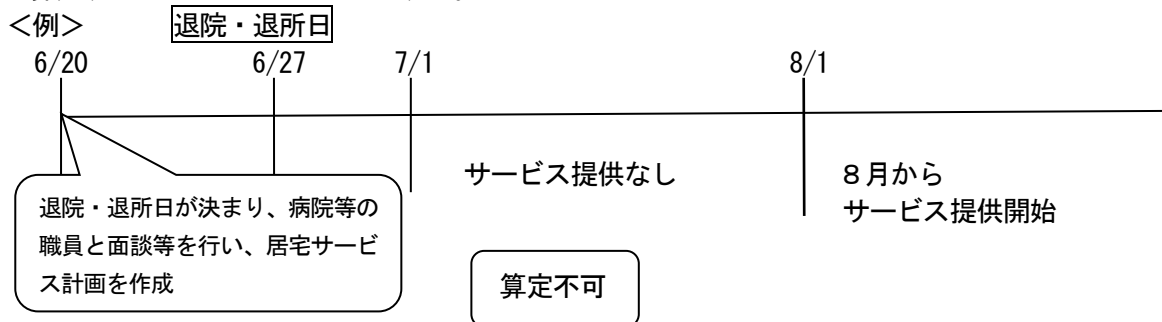 ＜例＞
退院・退所日
6/20
6/27
7/1
8/1
サービス提供なし
８月から
サービス提供開始
退院・退所日が決まり、病院等の
職員と面談等を行い、居宅サービ
ス計画を作成
算定不可